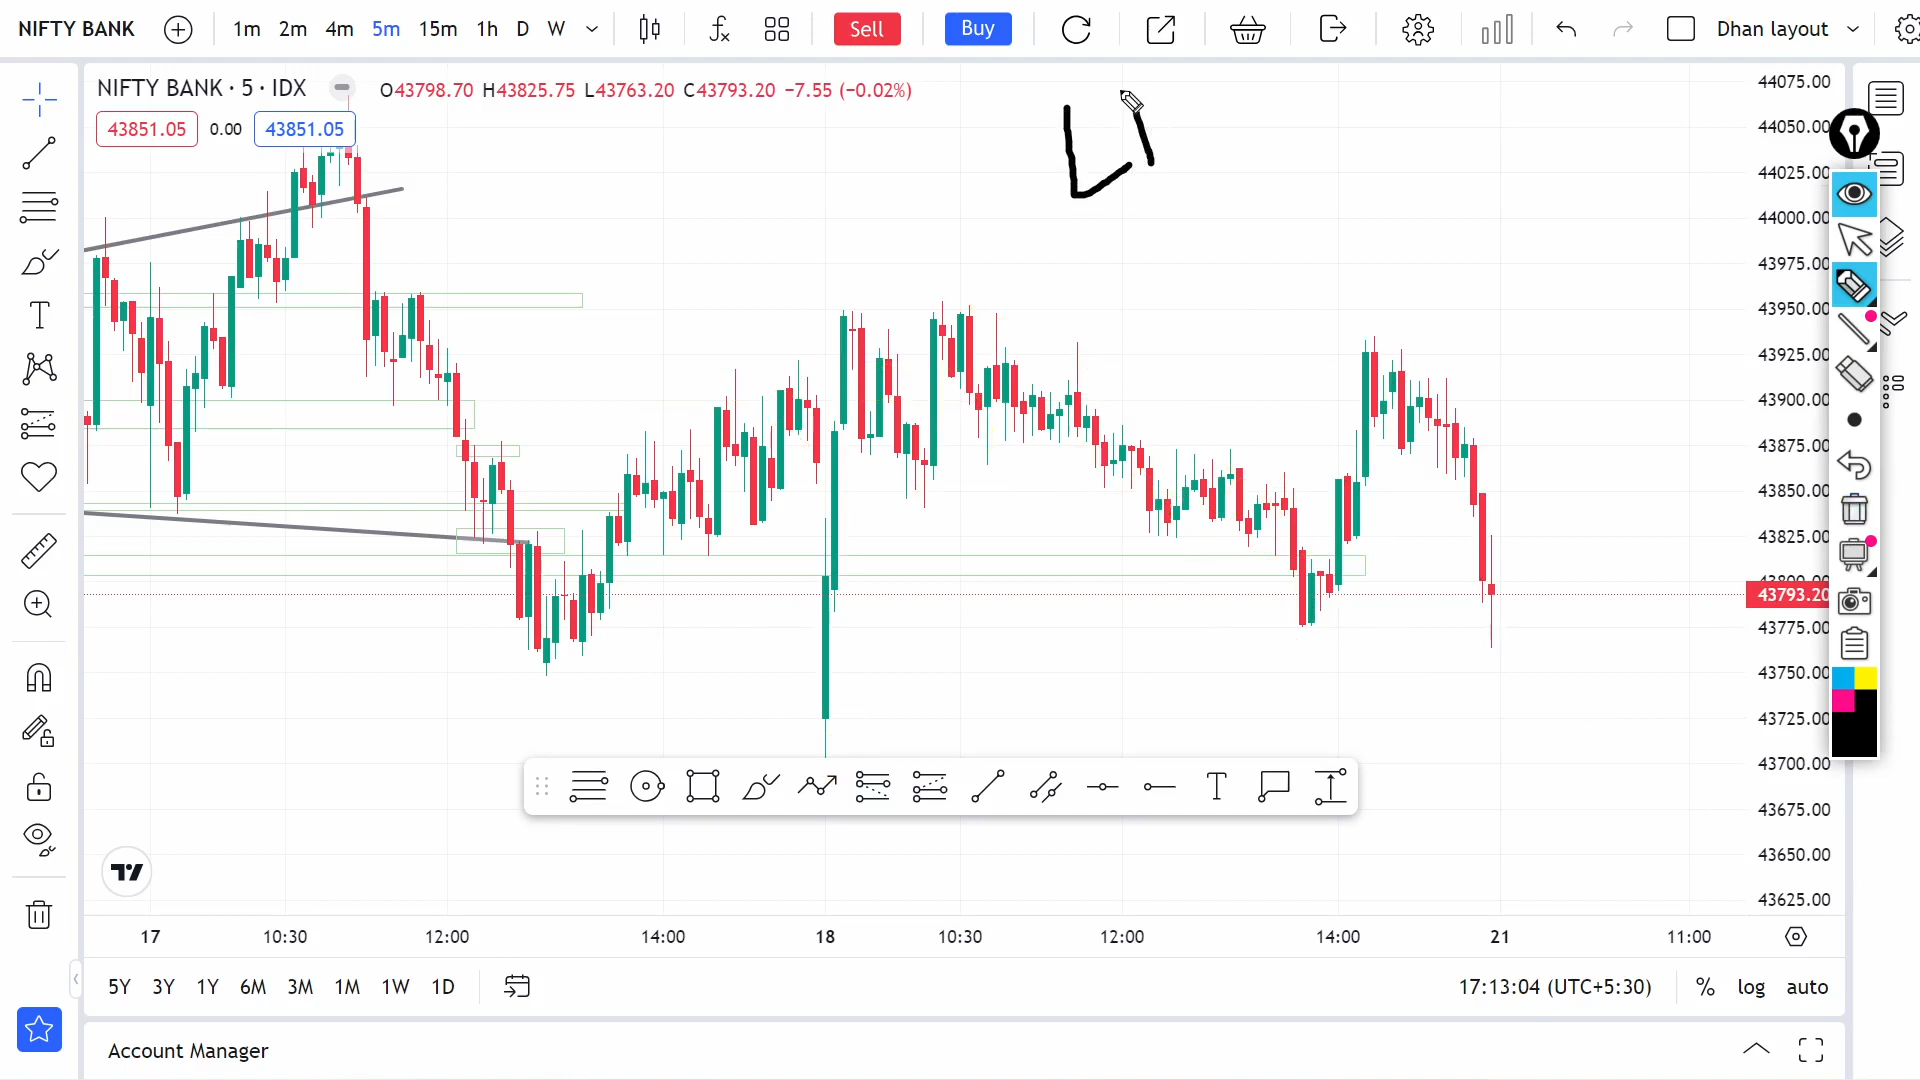 NIFTY BANK 1m 2m 4m 5m 15m 1h D W Sell Buy Dhan layout
NIFTY BANK · 5 · IDX O43798.70 H43825.75 L43763.20 C43793.20 −7.55 (−0.02%)
43851.05 0.00 43851.05
LI
44075.00
44050.00
44025.00
44000.00
43975.00
43950.00
43925.00
43900.00
43875.00
43850.00
43825.00
43800.00
43793.20
43775.00
43750.00
43725.00
43700.00
43675.00
43650.00
43625.00
17 10:30 12:00 14:00 18 10:30 12:00 14:00 21 11:00
5Y 3Y 1Y 6M 3M 1M 1W 1D 17:13:04 (UTC+5:30) % log auto
Account Manager